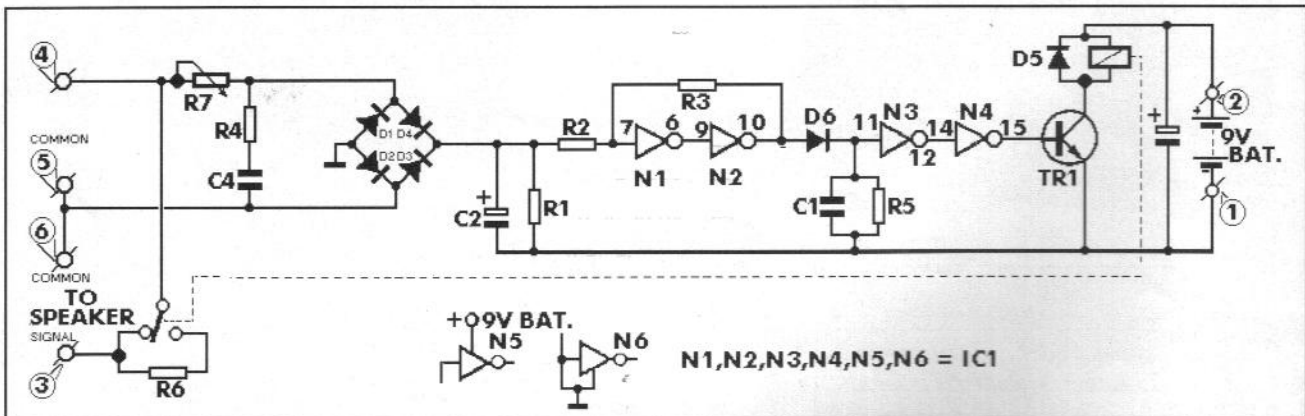 4
R7
R4
COMMON
5
C4
6
COMMON
TO
SPEAKER
SIGNAL
3
R6
D1 D4
D2 D3
C2
R1
R2
R3
7
6
9
10
N1
N2
D6
11
N3
12
14
N4
15
C1
R5
D5
TR1
+
+
+
2
9V
BAT.
-
1
+ 9V BAT.
N5
N6
N1,N2,N3,N4,N5,N6 = IC1